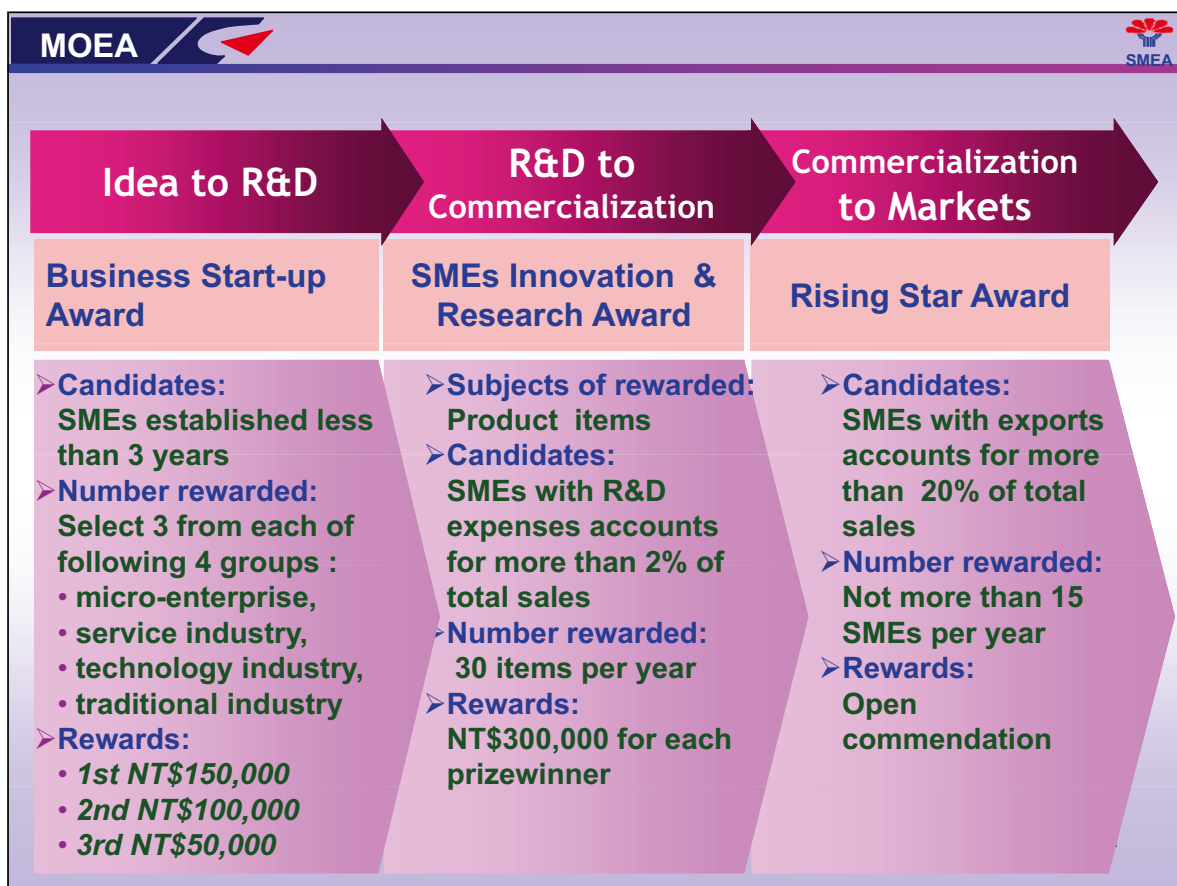 MOEA
SMEA
Idea to R&D
R&D to
Commercialization
Commercialization
to Markets
Business Start-up
Award
SMEs Innovation &
Research Award
Rising Star Award
➢Candidates:
SMEs established less
than 3 years
➢Number rewarded:
Select 3 from each of
following 4 groups :
• micro-enterprise,
• service industry,
• technology industry,
• traditional industry
➢Rewards:
• 1st NT$150,000
• 2nd NT$100,000
• 3rd NT$50,000
➢Subjects of rewarded:
Product items
➢Candidates:
SMEs with R&D
expenses accounts
for more than 2% of
total sales
➢Number rewarded:
30 items per year
➢Rewards:
NT$300,000 for each
prizewinner
➢Candidates:
SMEs with exports
accounts for more
than 20% of total
sales
➢Number rewarded:
Not more than 15
SMEs per year
➢Rewards:
Open
commendation